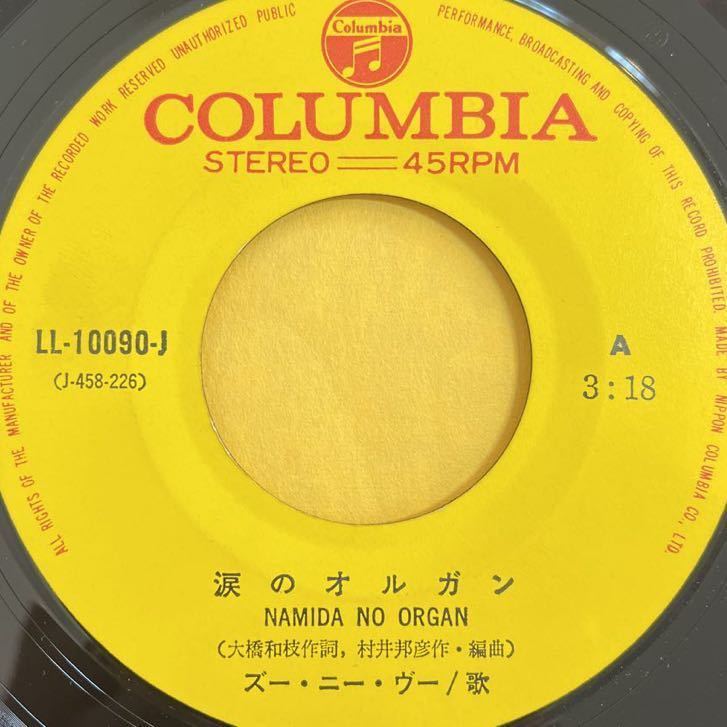 Columbia
COLUMBIA
STEREO 45RPM
ALL RIGHTS OF THE MANUFACTURER AND OF THE OWNER OF THE RECORDED WORK RESERVED UNAUTHORIZED PUBLIC PERFORMANCE, BROADCASTING AND COPYING OF THIS RECORD PROHIBITED. MADE BY NIPPON COLUMBIA CO., LTD.
LL-10090-J
(J-458-226)
A
3:18
涙のオルガン
NAMIDA NO ORGAN
(大橋和枝作詞, 村井邦彦作・編曲)
ズー・ニー・ヴー/歌